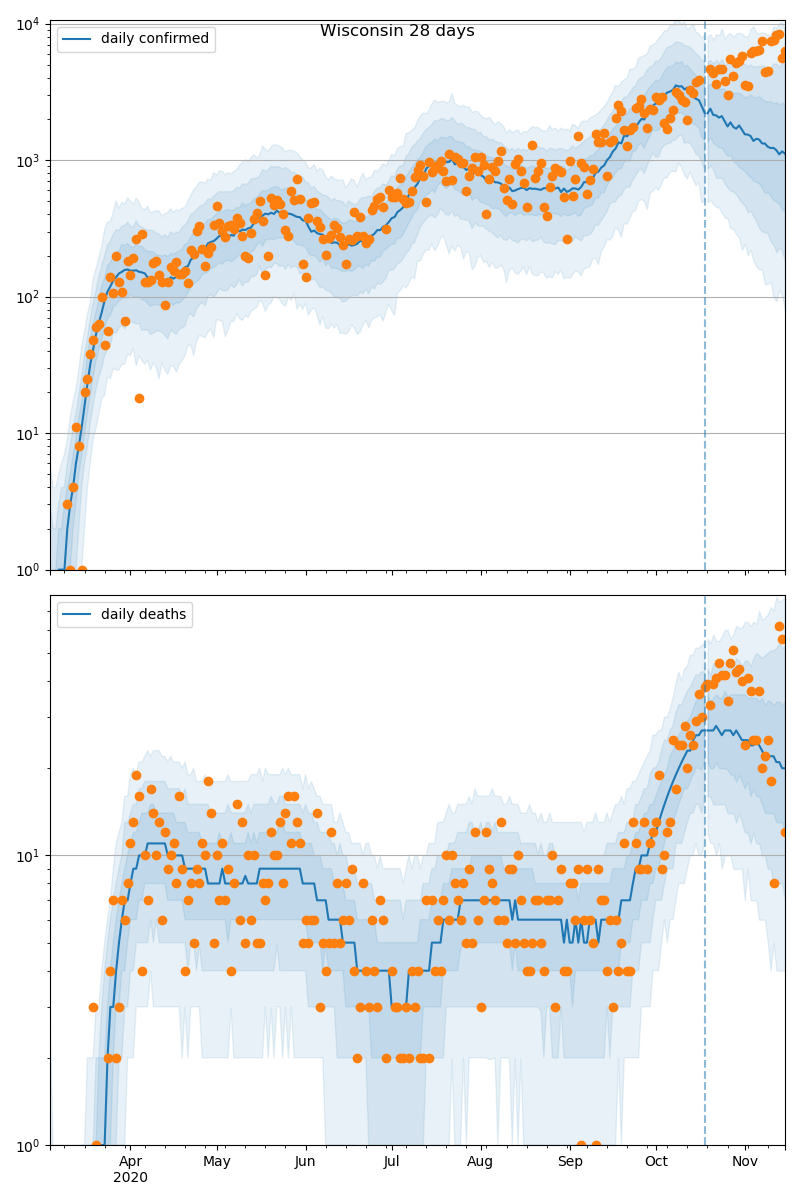 Wisconsin 28 days
daily confirmed
10^4
10^3
10^2
10^1
10^0
daily deaths
10^1
10^0
Apr
2020
May
Jun
Jul
Aug
Sep
Oct
Nov